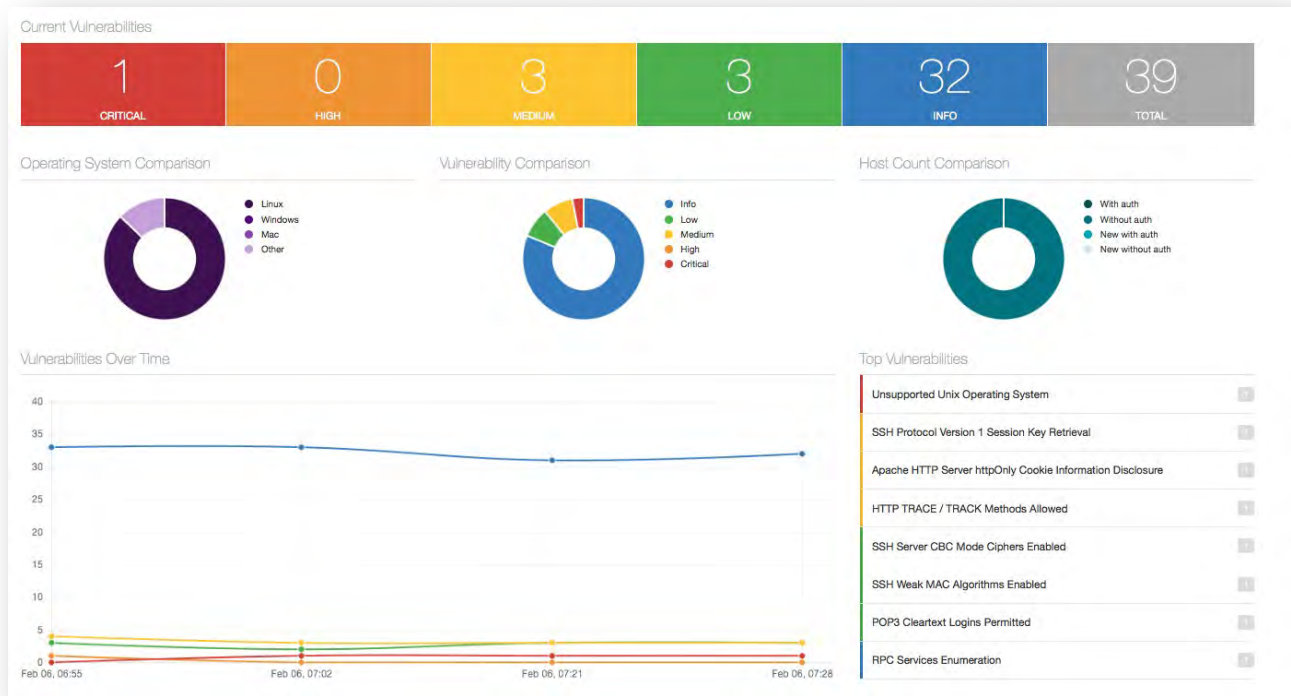 Current Vulnerabilities
1 0 3 3 32 39
CRITICAL HIGH MEDIUM LOW INFO TOTAL
Operating System Comparison Vulnerability Comparison Host Count Comparison
Linux
Windows
Mac
Other
Info
Low
Medium
High
Critical
With auth
Without auth
New with auth
New without auth
Vulnerabilities Over Time
40
35
30
25
20
15
10
5
0
Feb 06, 06:55 Feb 06, 07:02 Feb 06, 07:21 Feb 06, 07:28
Top Vulnerabilities
Unsupported Unix Operating System
SSH Protocol Version 1 Session Key Retrieval
Apache HTTP Server httpOnly Cookie Information Disclosure
HTTP TRACE / TRACK Methods Allowed
SSH Server CBC Mode Ciphers Enabled
SSH Weak MAC Algorithms Enabled
POP3 Cleartext Logins Permitted
RPC Services Enumeration